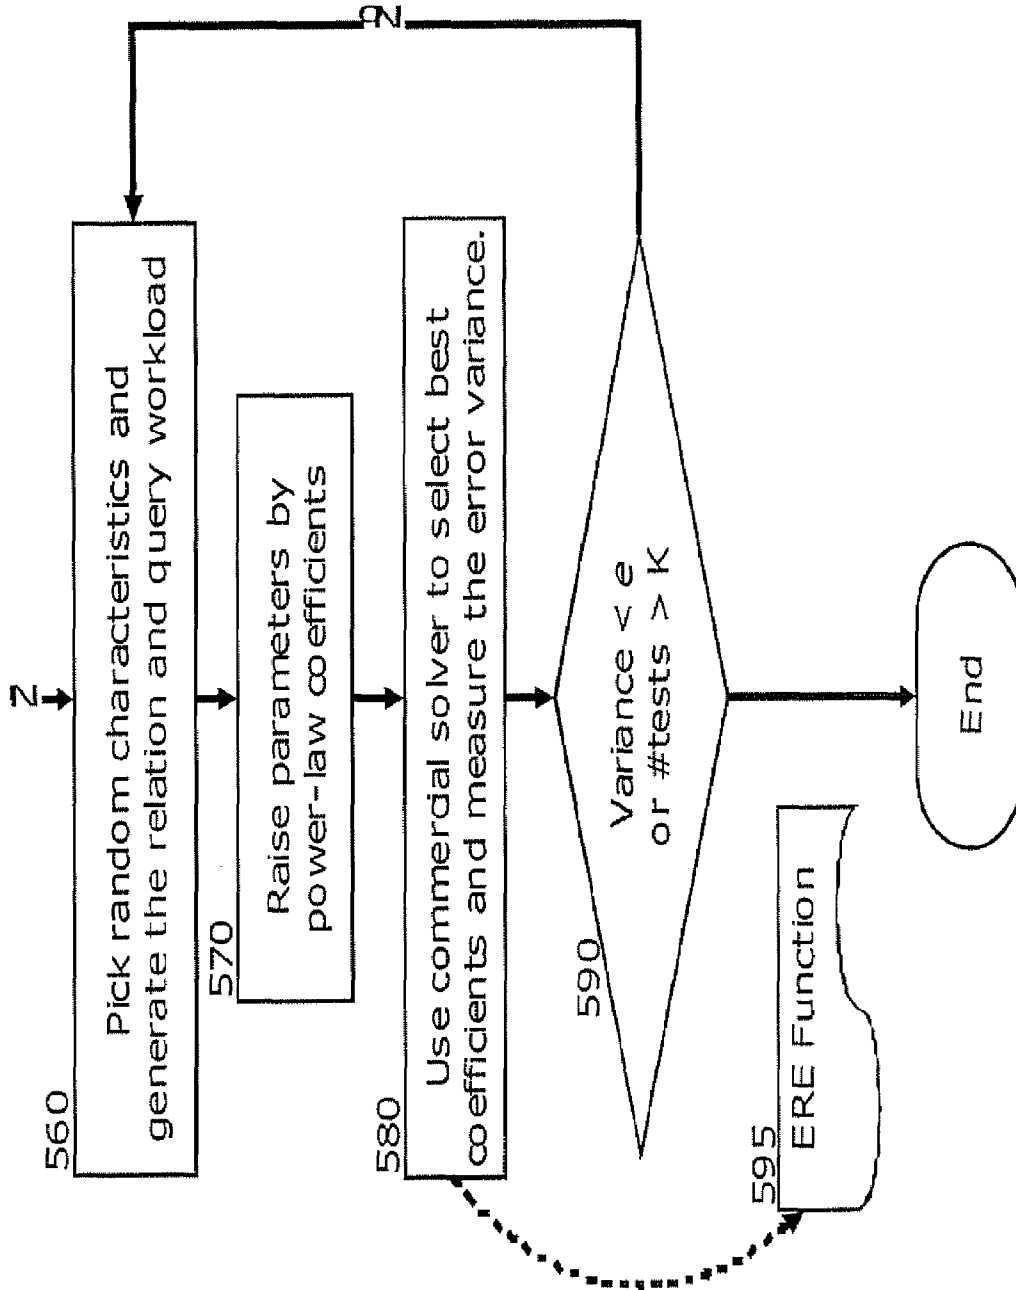 No
560
Pick random characteristics and
generate the relation and query workload
570
Raise parameters by
power-law coefficients
580
Use commercial solver to select best
coefficients and measure the error variance.
590
Variance < e
or #tests > K
595
ERE Function
End